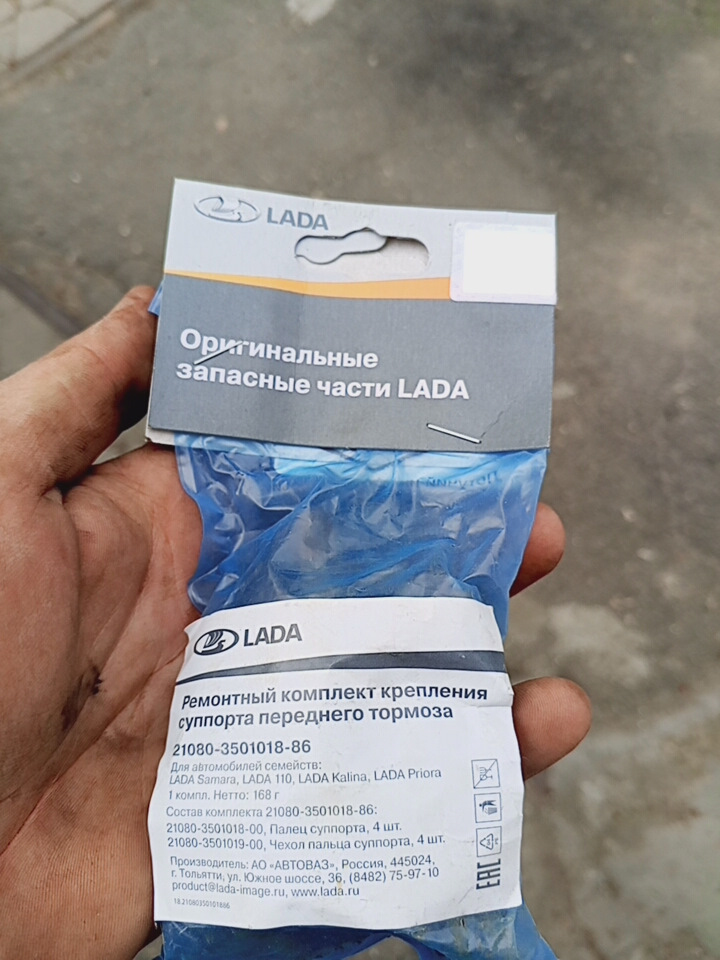 LADA
Оригинальные
запасные части LADA
LADA
Ремонтный комплект крепления
суппорта переднего тормоза
21080-3501018-86
Для автомобилей семейств:
LADA Samara, LADA 110, LADA Kalina, LADA Priora
1 компл. Нетто: 168 г
Состав комплекта 21080-3501018-86:
21080-3501018-00, Палец суппорта, 4 шт.
21080-3501019-00, Чехол пальца суппорта, 4 шт.
Производитель: АО «АВТОВАЗ», Россия, 445024,
г. Тольятти, ул. Южное шоссе, 36, (8482) 75-97-10
product@lada-image.ru, www.lada.ru
18.21080350101886
EAC